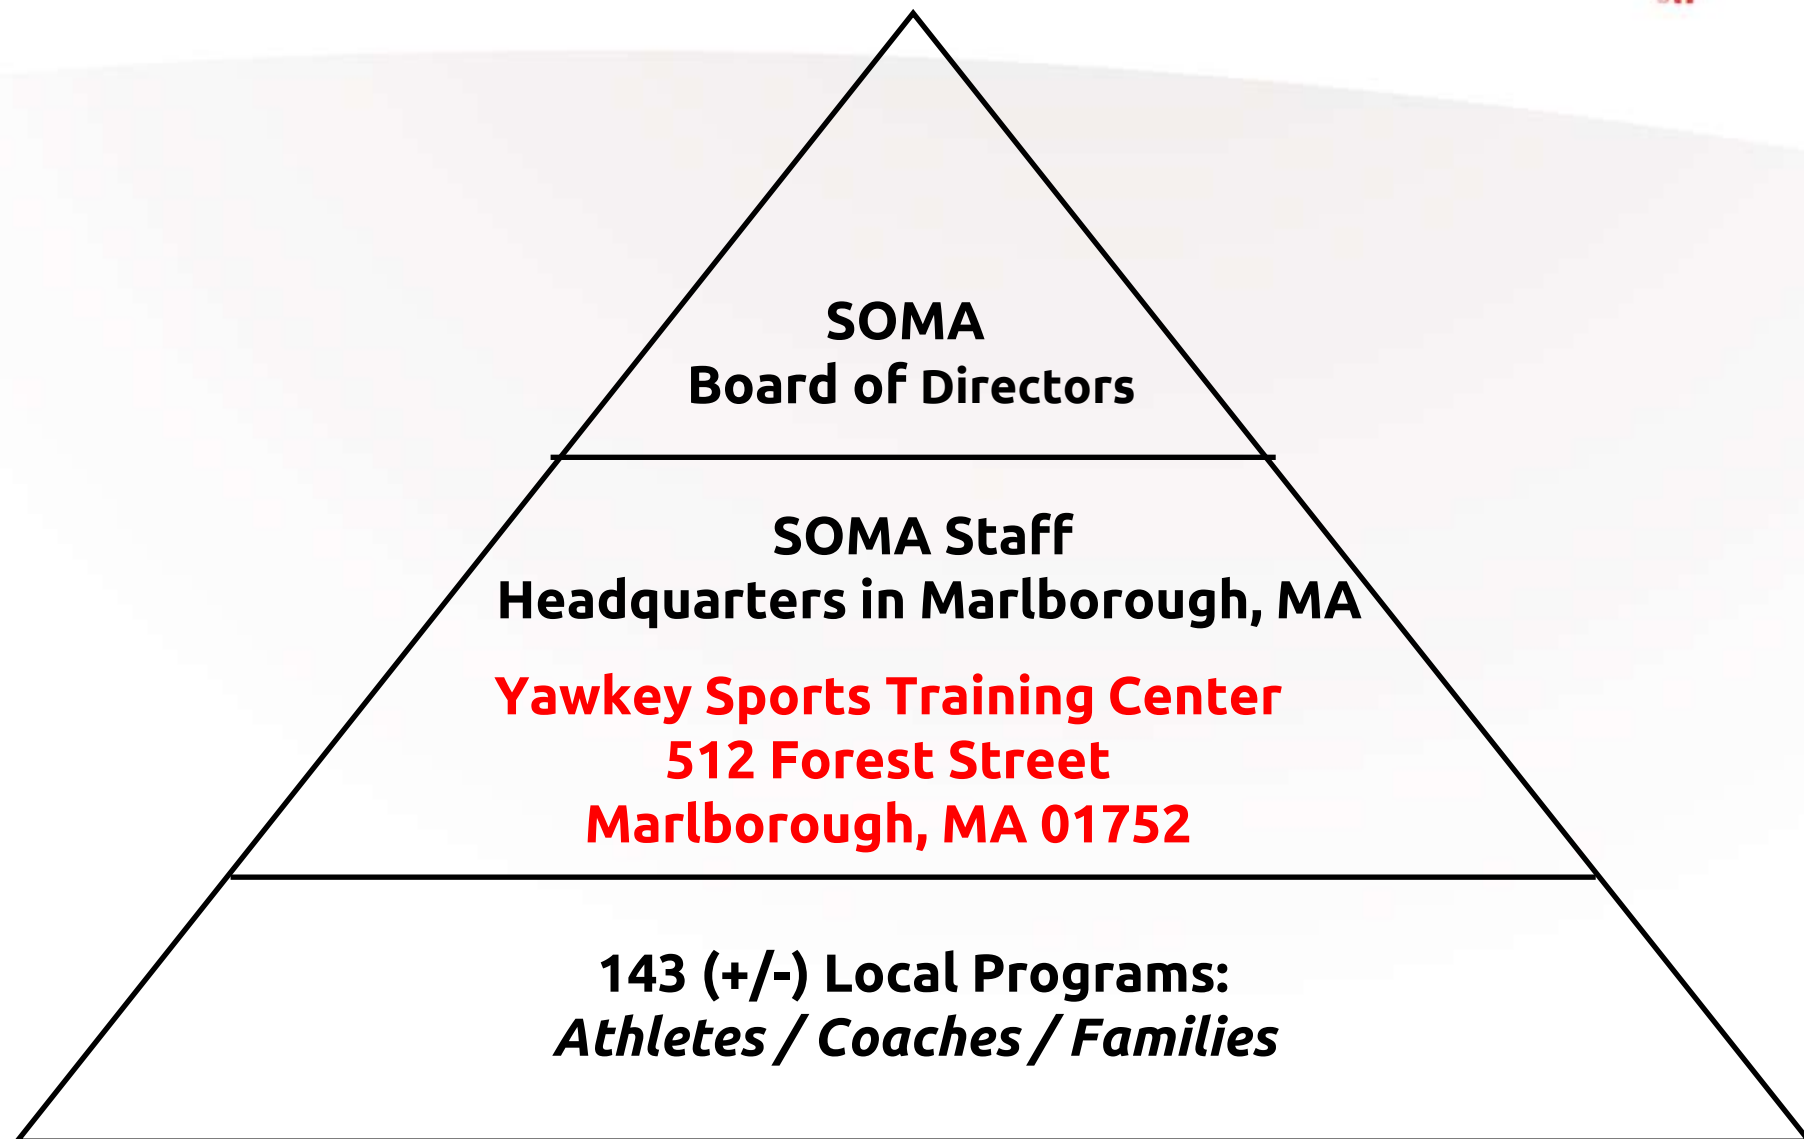 SOMA
Board of Directors
SOMA Staff
Headquarters in Marlborough, MA
Yawkey Sports Training Center
512 Forest Street
Marlborough, MA 01752
143 (+/-) Local Programs:
Athletes / Coaches / Families